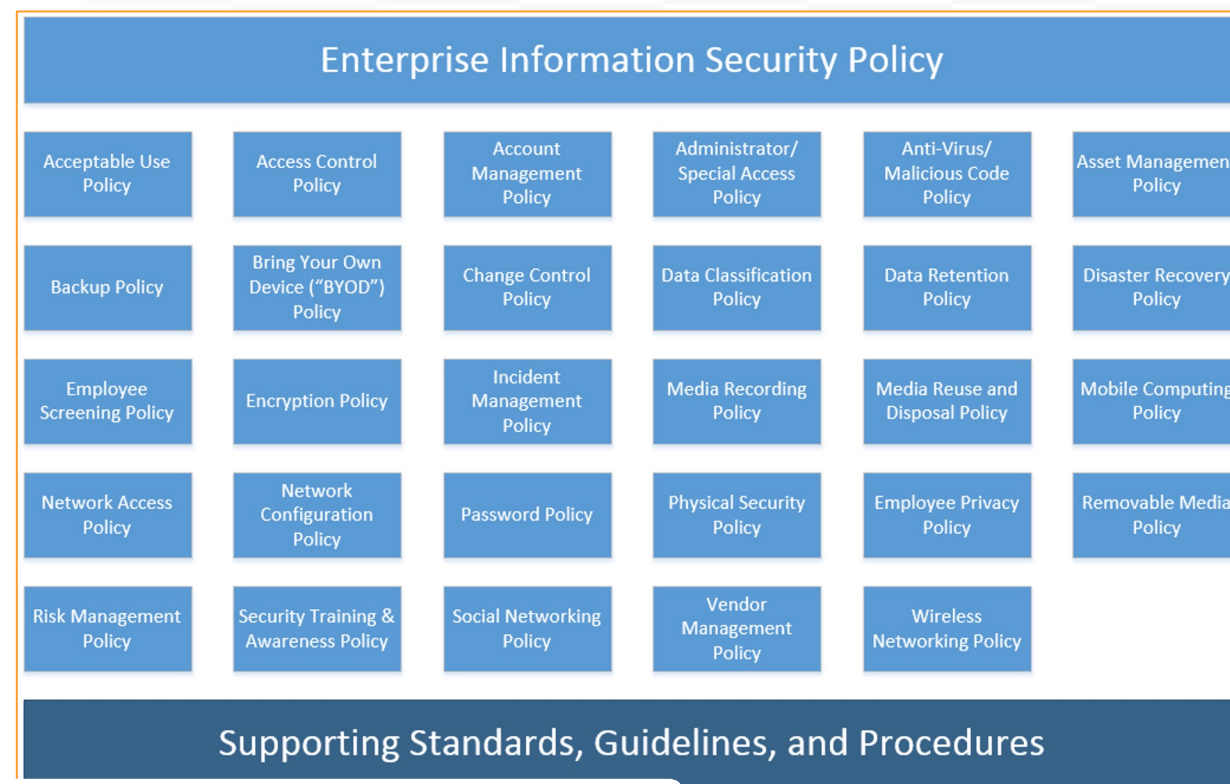 Enterprise Information Security Policy
Acceptable Use
Policy
Access Control
Policy
Account
Management
Policy
Administrator/
Special Access
Policy
Anti-Virus/
Malicious Code
Policy
Asset Managemen
Policy
Backup Policy
Bring Your Own
Device (“BYOD”)
Policy
Change Control
Policy
Data Classification
Policy
Data Retention
Policy
Disaster Recovery
Policy
Employee
Screening Policy
Encryption Policy
Incident
Management
Policy
Media Recording
Policy
Media Reuse and
Disposal Policy
Mobile Computing
Policy
Network Access
Policy
Network
Configuration
Policy
Password Policy
Physical Security
Policy
Employee Privacy
Policy
Removable Media
Policy
Risk Management
Policy
Security Training &
Awareness Policy
Social Networking
Policy
Vendor
Management
Policy
Wireless
Networking Policy
Supporting Standards, Guidelines, and Procedures